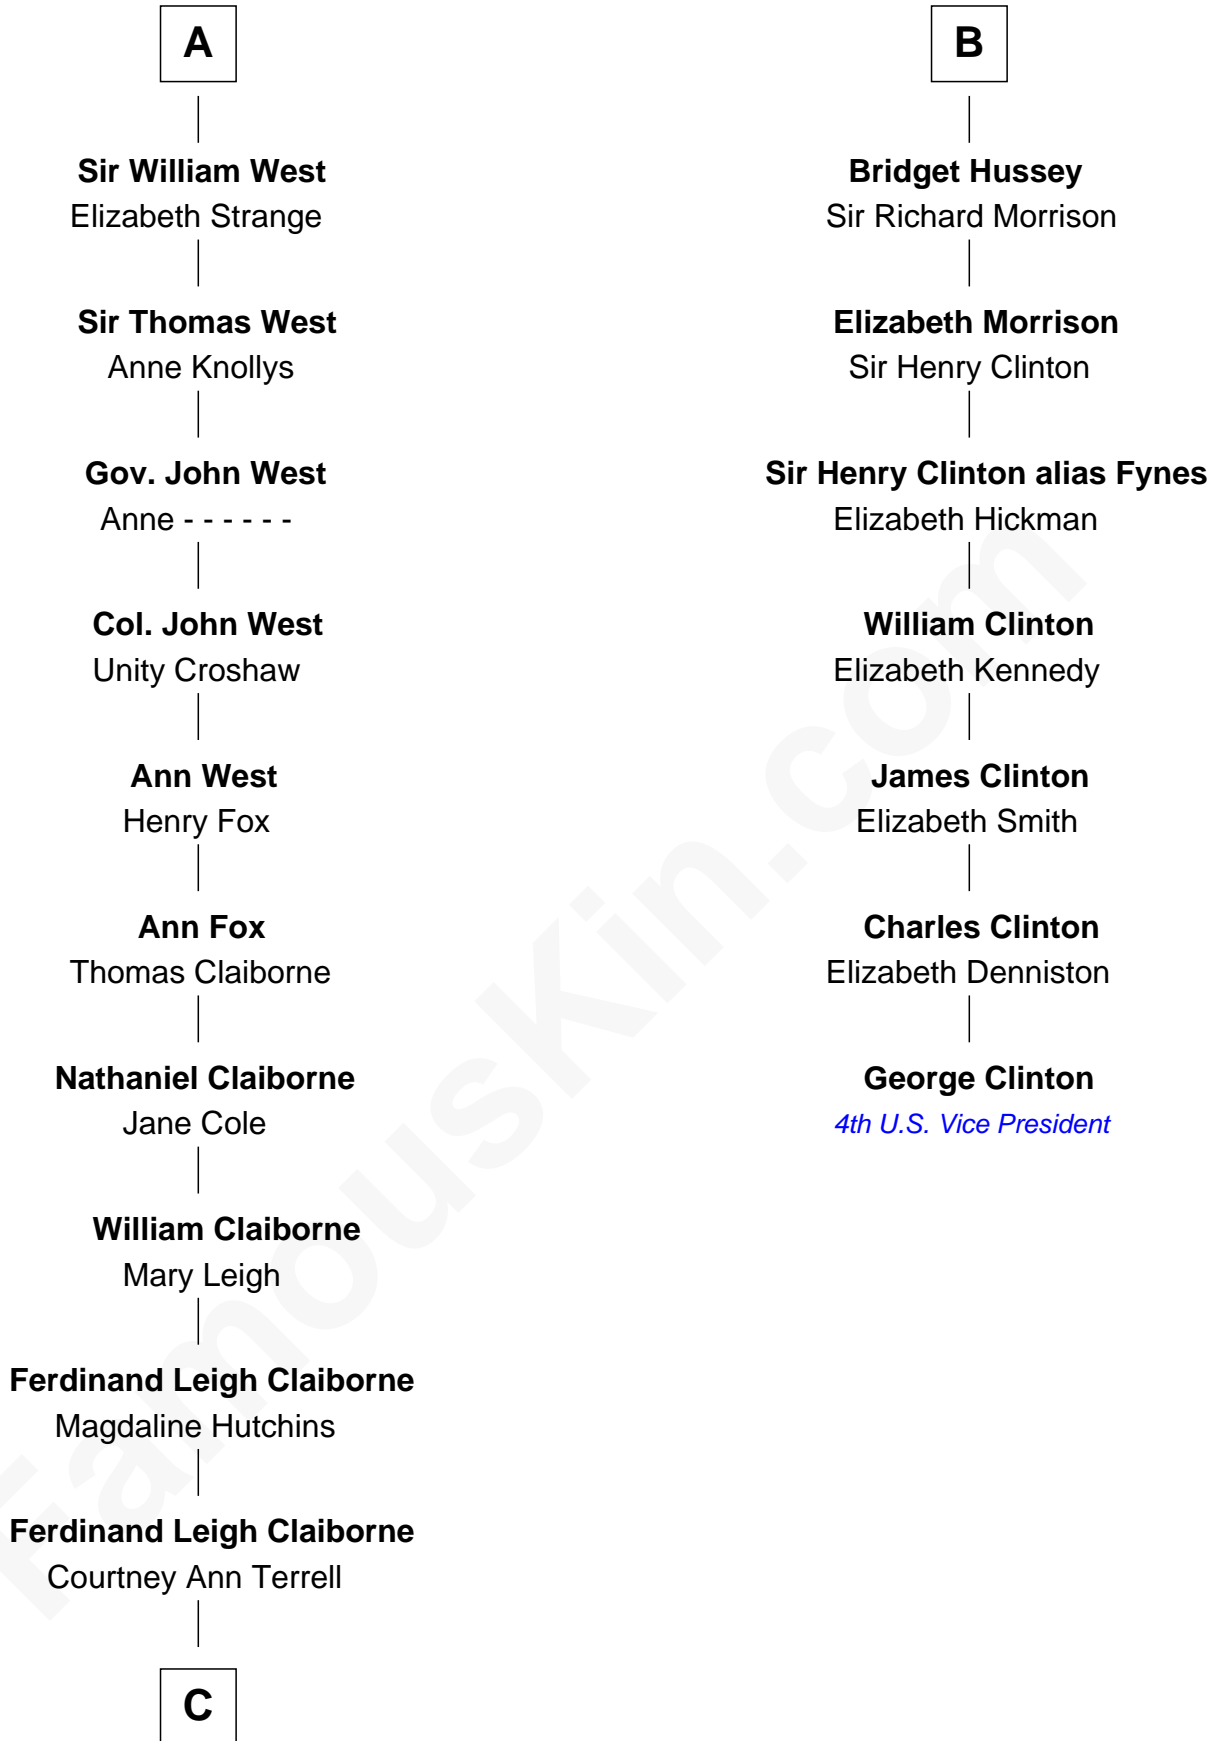 A
Sir William West
Elizabeth Strange
Sir Thomas West
Anne Knollys
Gov. John West
Anne - - - - - -
Col. John West
Unity Croshaw
Ann West
Henry Fox
Ann Fox
Thomas Claiborne
Nathaniel Claiborne
Jane Cole
William Claiborne
Mary Leigh
Ferdinand Leigh Claiborne
Magdaline Hutchins
Ferdinand Leigh Claiborne
Courtney Ann Terrell
C
B
Bridget Hussey
Sir Richard Morrison
Elizabeth Morrison
Sir Henry Clinton
Sir Henry Clinton alias Fynes
Elizabeth Hickman
William Clinton
Elizabeth Kennedy
James Clinton
Elizabeth Smith
Charles Clinton
Elizabeth Denniston
George Clinton
4th U.S. Vice President
FamousKin.com